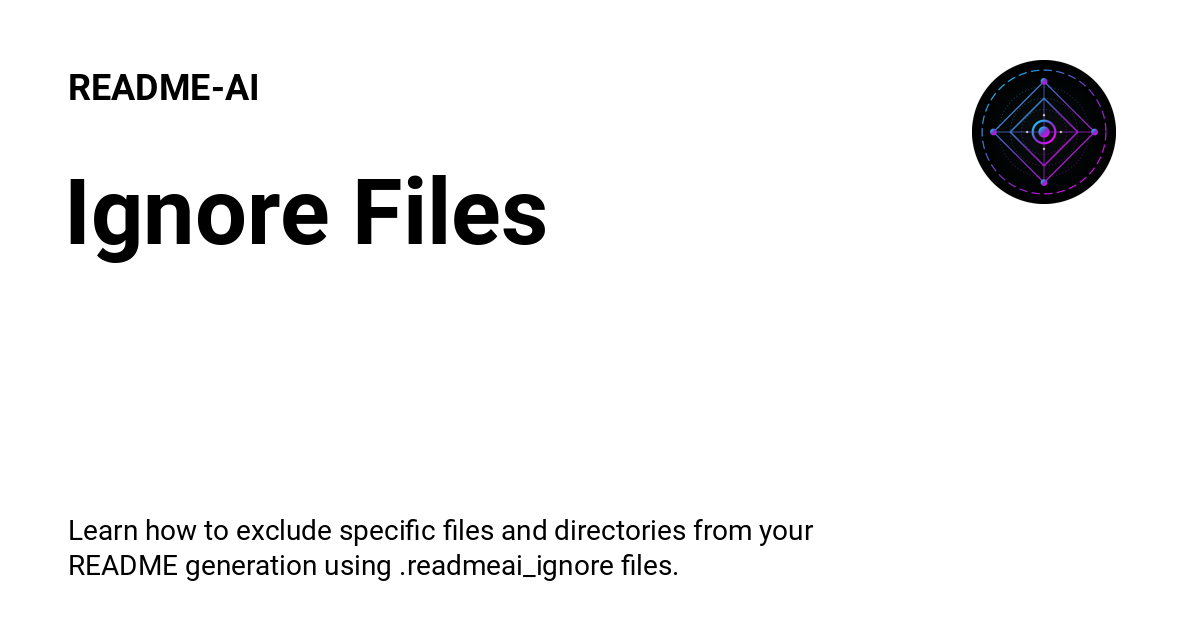 README-AI
Ignore Files
Learn how to exclude specific files and directories from your
README generation using .readmeai_ignore files.